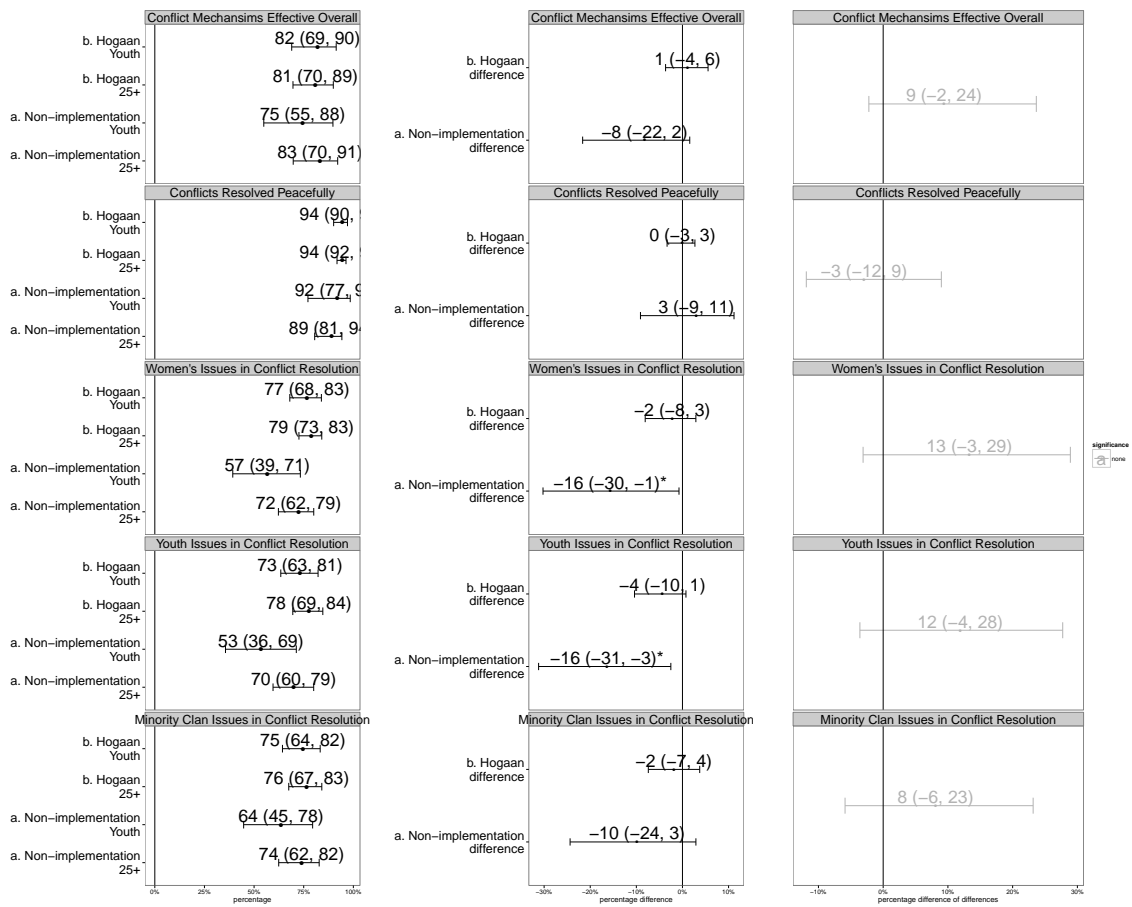 Conflict Mechansims Effective Overall
b. Hogaan
Youth
82 (69, 90)
b. Hogaan
25+
81 (70, 89)
a. Non−implementation
Youth
75 (55, 88)
a. Non−implementation
25+
83 (70, 91)
Conflicts Resolved Peacefully
b. Hogaan
Youth
94 (90,
b. Hogaan
25+
94 (92,
a. Non−implementation
Youth
92 (77, 9
a. Non−implementation
25+
89 (81, 94
Women's Issues in Conflict Resolution
b. Hogaan
Youth
77 (68, 83)
b. Hogaan
25+
79 (73, 83)
a. Non−implementation
Youth
57 (39, 71)
a. Non−implementation
25+
72 (62, 79)
Youth Issues in Conflict Resolution
b. Hogaan
Youth
73 (63, 81)
b. Hogaan
25+
78 (69, 84)
a. Non−implementation
Youth
53 (36, 69)
a. Non−implementation
25+
70 (60, 79)
Minority Clan Issues in Conflict Resolution
b. Hogaan
Youth
75 (64, 82)
b. Hogaan
25+
76 (67, 83)
a. Non−implementation
Youth
64 (45, 78)
a. Non−implementation
25+
74 (62, 82)
0% 25% 50% 75% 100%
percentage
Conflict Mechansims Effective Overall
b. Hogaan
difference
1 (−4, 6)
a. Non−implementation
difference
−8 (−22, 2)
Conflicts Resolved Peacefully
b. Hogaan
difference
0 (−3, 3)
a. Non−implementation
difference
3 (−9, 11)
Women's Issues in Conflict Resolution
b. Hogaan
difference
−2 (−8, 3)
a. Non−implementation
difference
−16 (−30, −1)*
Youth Issues in Conflict Resolution
b. Hogaan
difference
−4 (−10, 1)
a. Non−implementation
difference
−16 (−31, −3)*
Minority Clan Issues in Conflict Resolution
b. Hogaan
difference
−2 (−7, 4)
a. Non−implementation
difference
−10 (−24, 3)
−30% −20% −10% 0% 10%
percentage difference
Conflict Mechansims Effective Overall
9 (−2, 24)
Conflicts Resolved Peacefully
−3 (−12, 9)
Women's Issues in Conflict Resolution
13 (−3, 29)
Youth Issues in Conflict Resolution
12 (−4, 28)
Minority Clan Issues in Conflict Resolution
8 (−6, 23)
−10% 0% 10% 20% 30%
percentage difference of differences
significance
a none